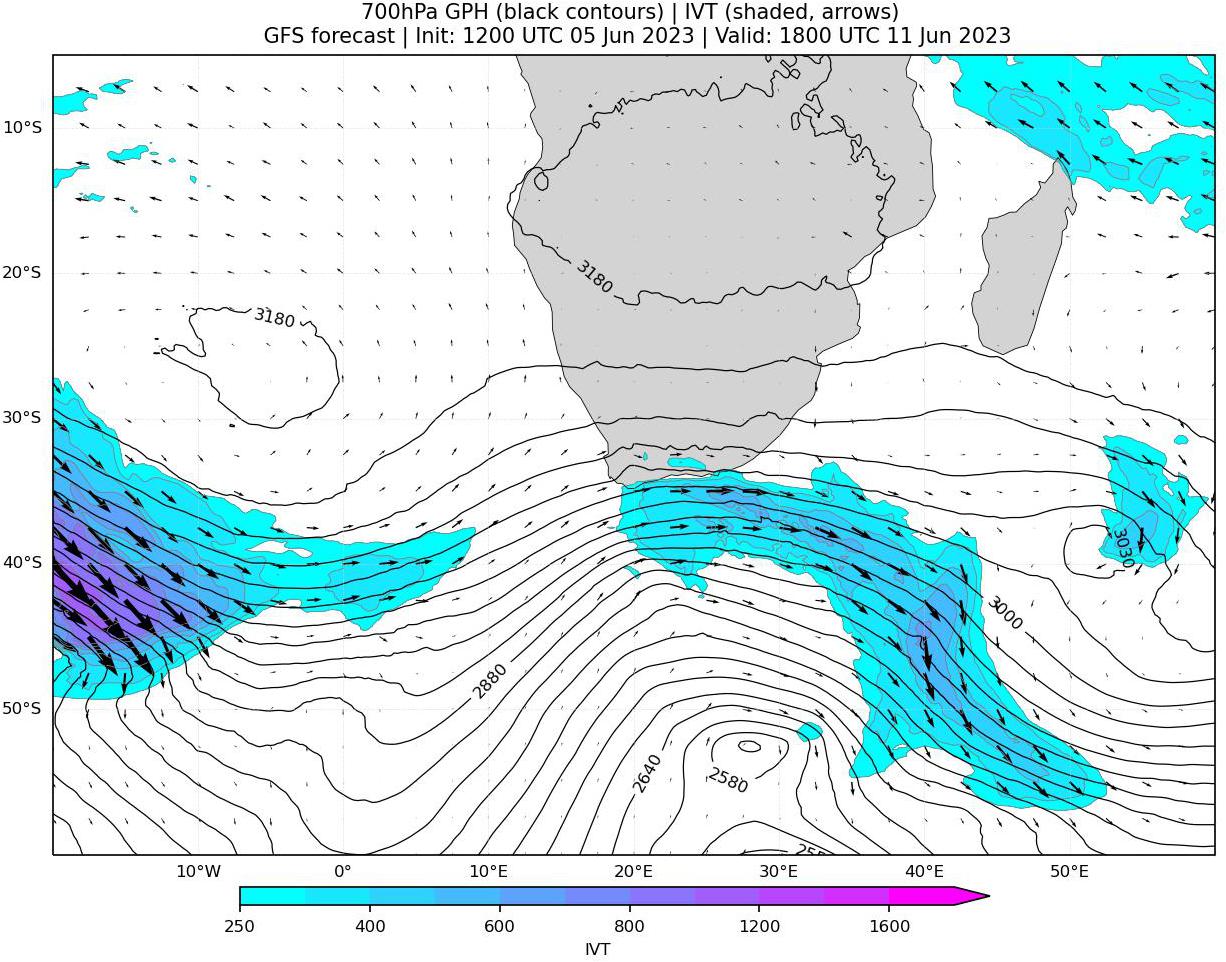 700hPa GPH (black contours) | IVT (shaded, arrows)
GFS forecast | Init: 1200 UTC 05 Jun 2023 | Valid: 1800 UTC 11 Jun 2023
10°S
20°S
30°S
40°S
50°S
3180
3180
3030
3000
2880
2640
2580
10°W
0°
10°E
20°E
30°E
40°E
50°E
250
400
600
800
1200
1600
IVT